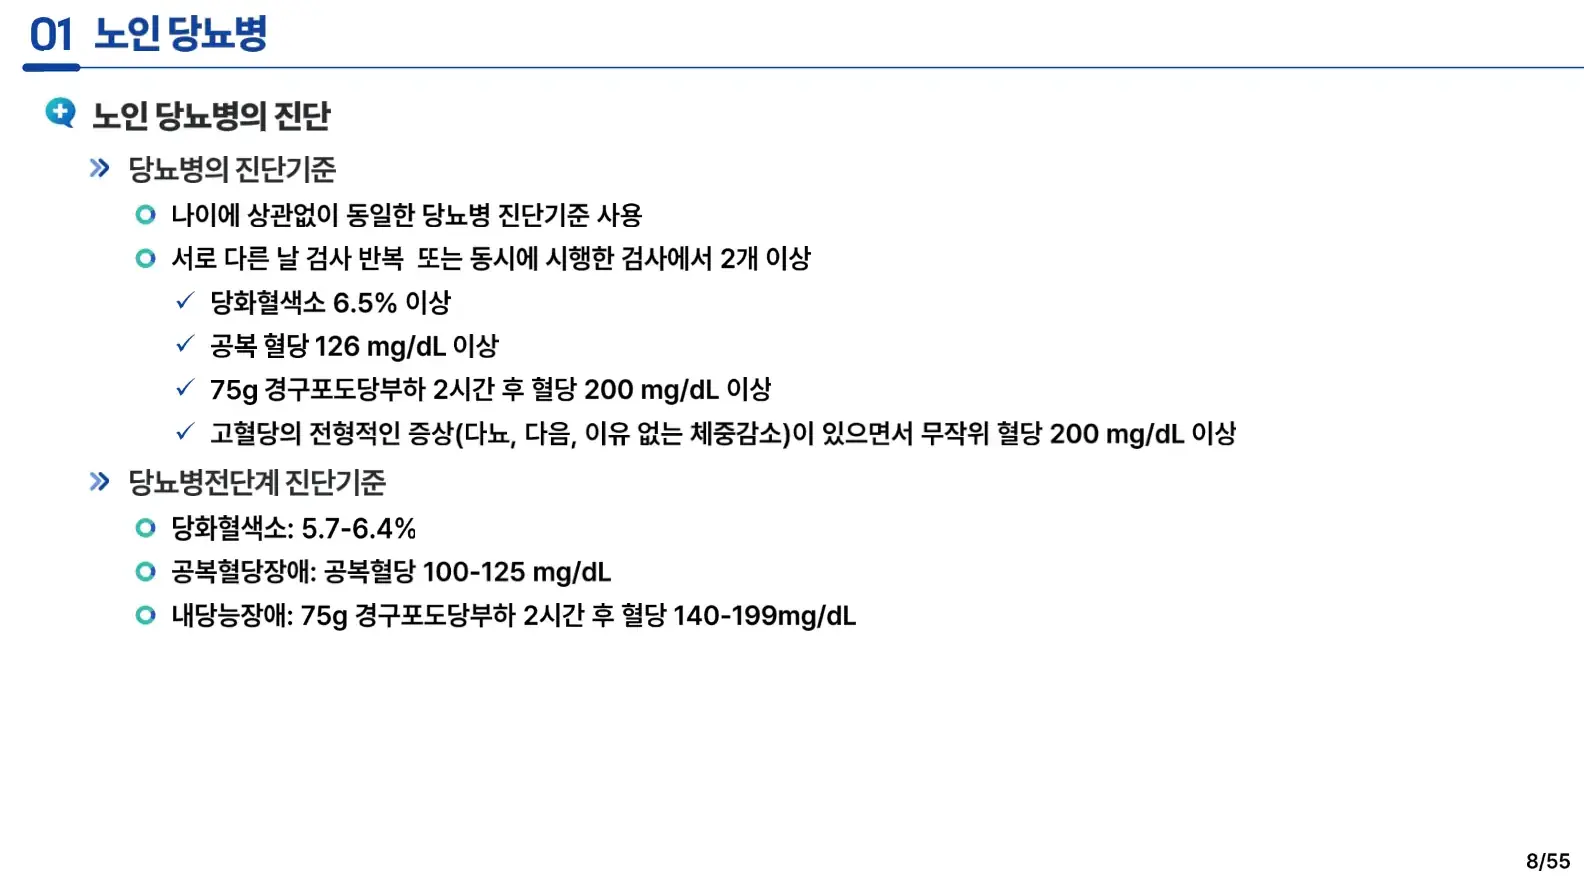 01 노인 당뇨병
노인 당뇨병의 진단
당뇨병의 진단기준
나이에 상관없이 동일한 당뇨병 진단기준 사용
서로 다른 날 검사 반복 또는 동시에 시행한 검사에서 2개 이상
당화혈색소 6.5% 이상
공복 혈당 126 mg/dL 이상
75g 경구포도당부하 2시간 후 혈당 200 mg/dL 이상
고혈당의 전형적인 증상(다뇨, 다음, 이유 없는 체중감소)이 있으면서 무작위 혈당 200 mg/dL 이상
당뇨병전단계 진단기준
당화혈색소: 5.7-6.4%
공복혈당장애: 공복혈당 100-125 mg/dL
내당능장애: 75g 경구포도당부하 2시간 후 혈당 140-199mg/dL
8/55